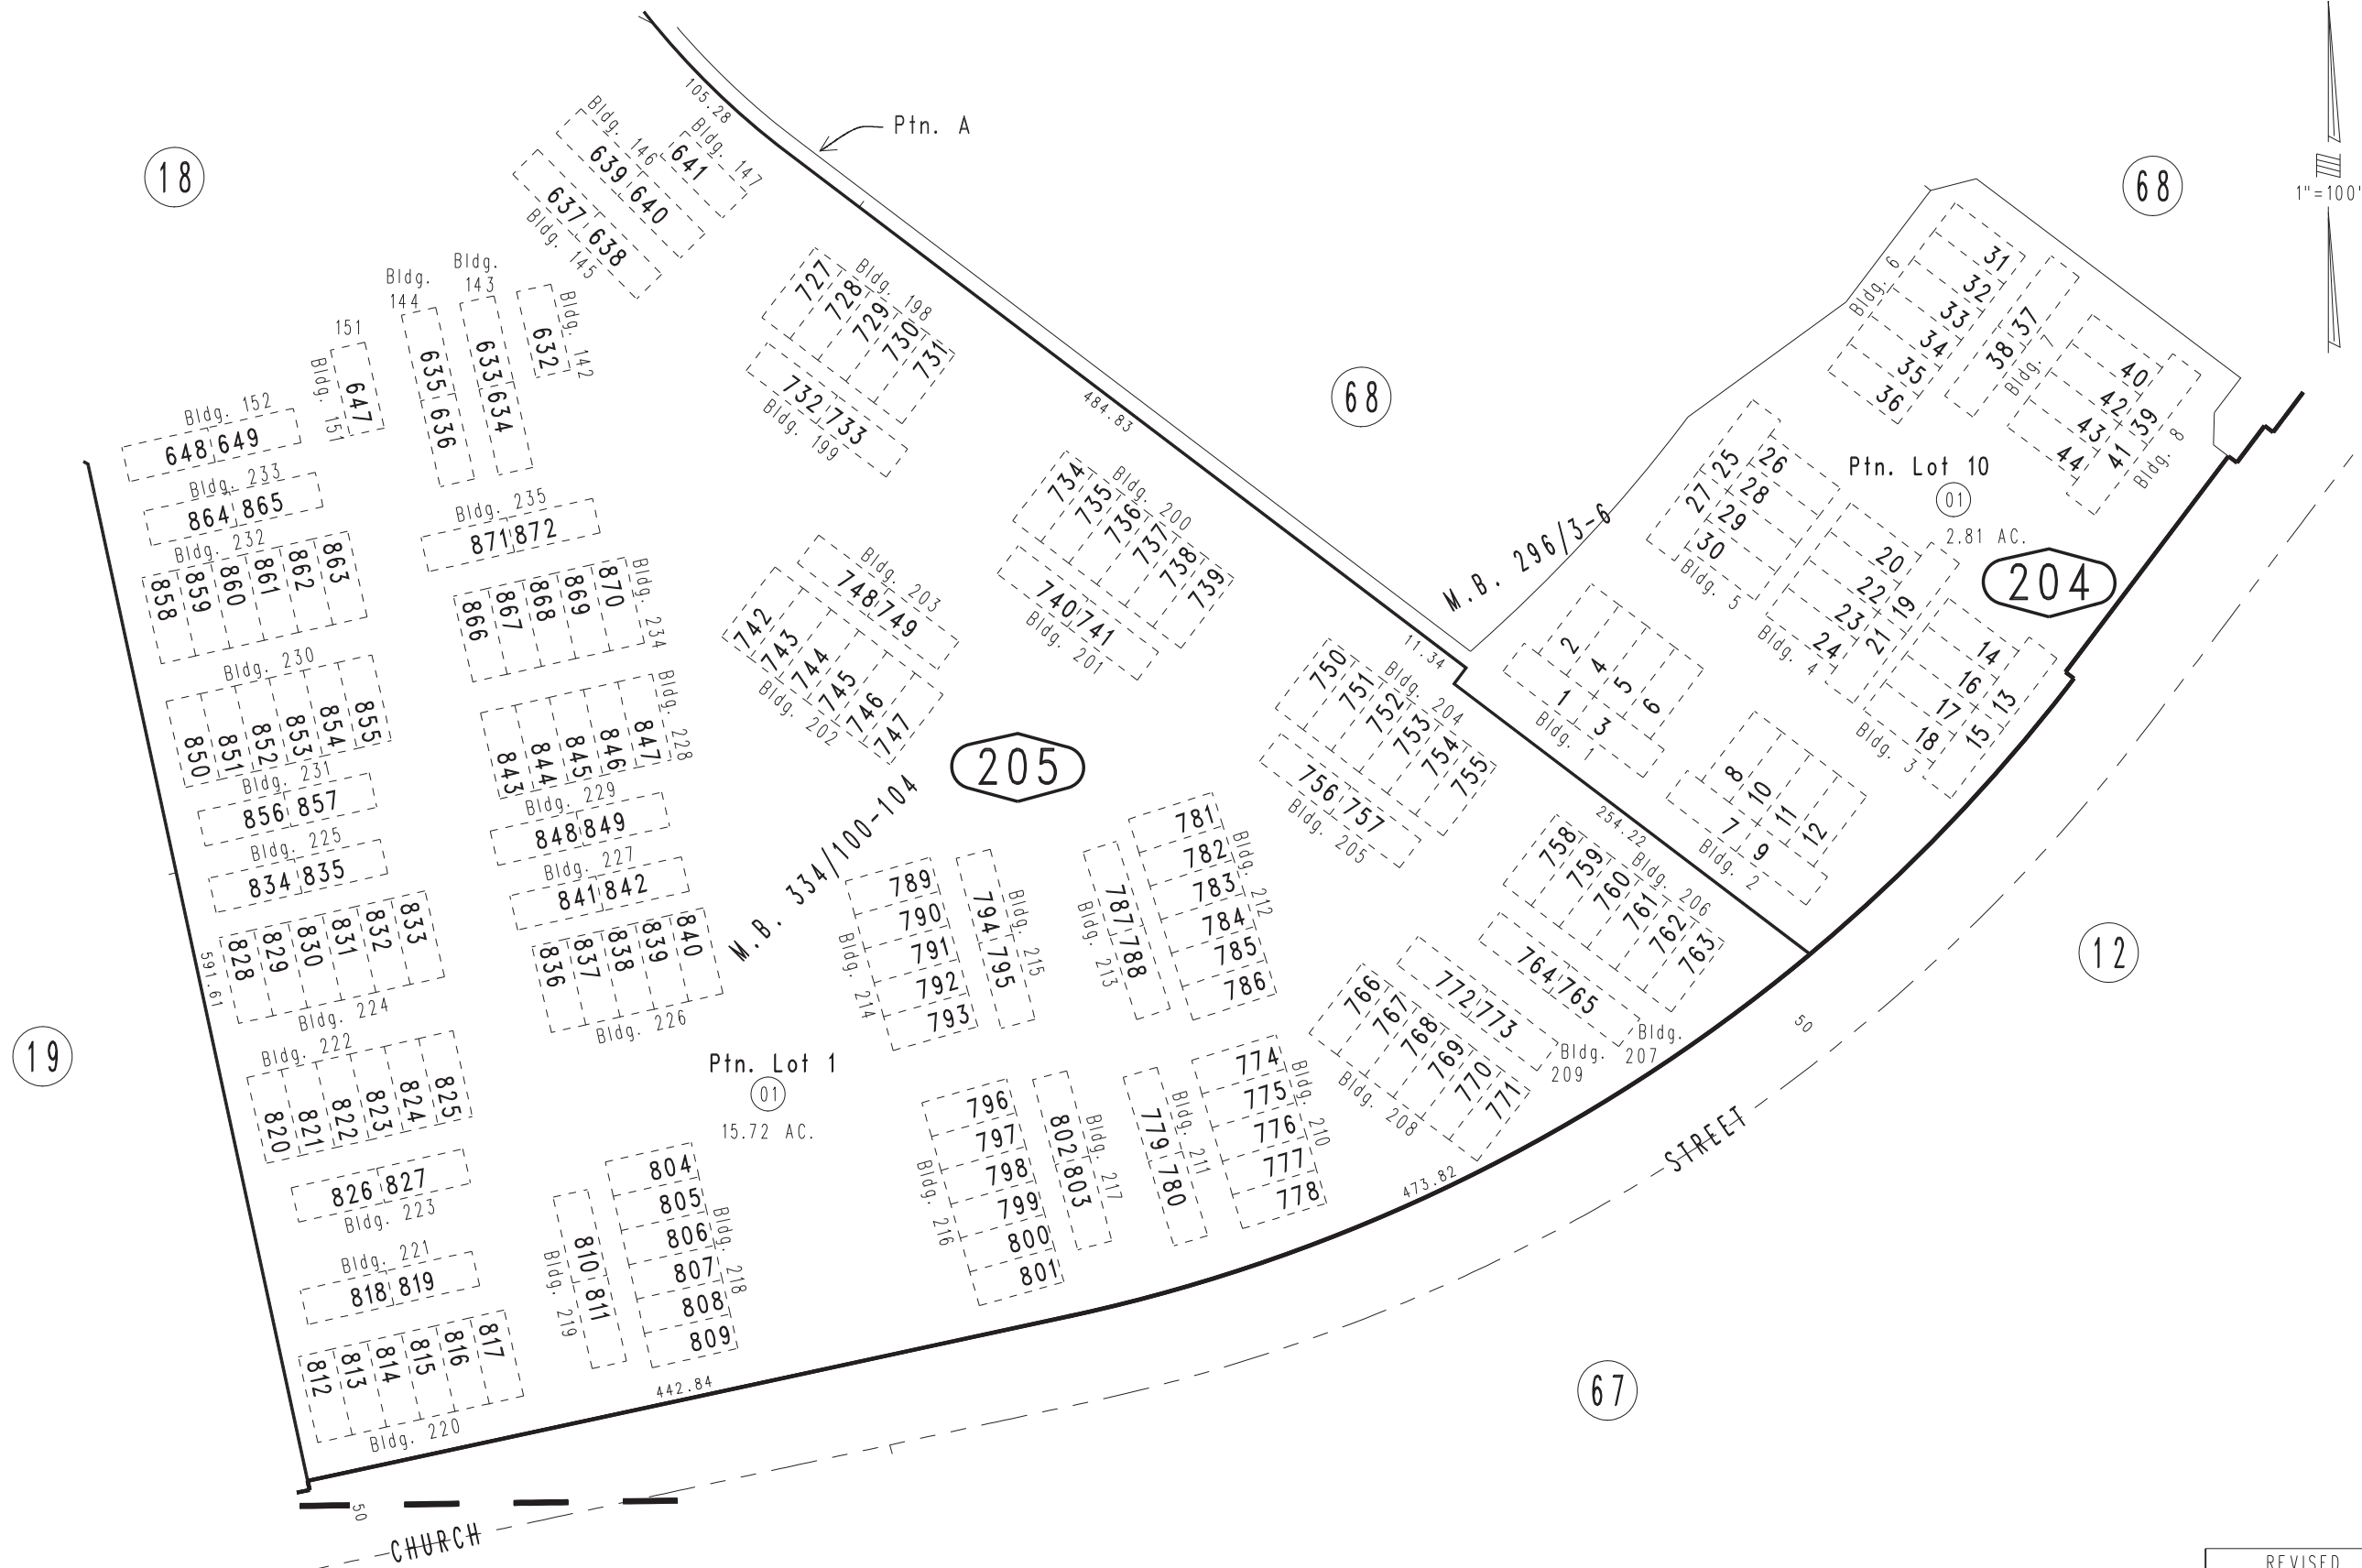 18
105.28
Ptn. A
68
1"=100'
Bldg. 146
639 640
Bldg. 147
641
637 638
Bldg. 145
Bldg. 142
632
Bldg. 143
633 634
Bldg. 144
635 636
151
Bldg. 151
647
Bldg. 152
648 649
Bldg. 233
864 865
Bldg. 232
858 859 860 861 862 863
Bldg. 235
871 872
866 867 868 869 870
Bldg. 234
Bldg. 230
850 851 852 853 854 855
Bldg. 231
856 857
843 844 845 846 847
Bldg. 228
Bldg. 229
848 849
Bldg. 225
834 835
Bldg. 227
841 842
828 829 830 831 832 833
Bldg. 224
836 837 838 839 840
Bldg. 226
591.61
19
Bldg. 222
820 821 822 823 824 825
826 827
Bldg. 223
Bldg. 221
818 819
812 813 814 815 816 817
Bldg. 220
727 728 729 730 731
Bldg. 198
732 733
Bldg. 199
484.83
68
734 735 736 737 738 739
Bldg. 200
740 741
Bldg. 201
Bldg. 203
748 749
742 743 744 745 746 747
Bldg. 202
205
M.B. 334/100-104
750 751 752 753 754 755
Bldg. 204
756 757
Bldg. 205
11.34
254.22
758 759 760 761 762 763
Bldg. 206
764 765
Bldg. 207
772 773
Bldg. 209
766 767 768 769 770 771
Bldg. 208
781
782
783
784
785
786
Bldg. 212
787 788
Bldg. 213
789
790
791
792
793
Bldg. 214
794 795
Bldg. 215
Ptn. Lot 1
01
15.72 AC.
774
775
776
777
778
Bldg. 210
779 780
Bldg. 211
796
797
798
799
800
801
Bldg. 216
802 803
Bldg. 217
804
805
806
807
808
809
Bldg. 218
810 811
Bldg. 219
442.84
473.82
M.B. 296/3-6
Ptn. Lot 10
01
2.81 AC.
204
Bldg. 6
31
32
33
34
35
36
37
38
Bldg. 7
40
42
43
44
39
41
Bldg. 8
25
27
26
28
29
30
Bldg. 5
20
22
23
24
19
21
Bldg. 4
14
16
17
18
13
15
Bldg. 3
2 4 5 6
1 3
Bldg. 1
8 10 11 12
7 9
Bldg. 2
12
50
67
CHURCH STREET
50
REVISED